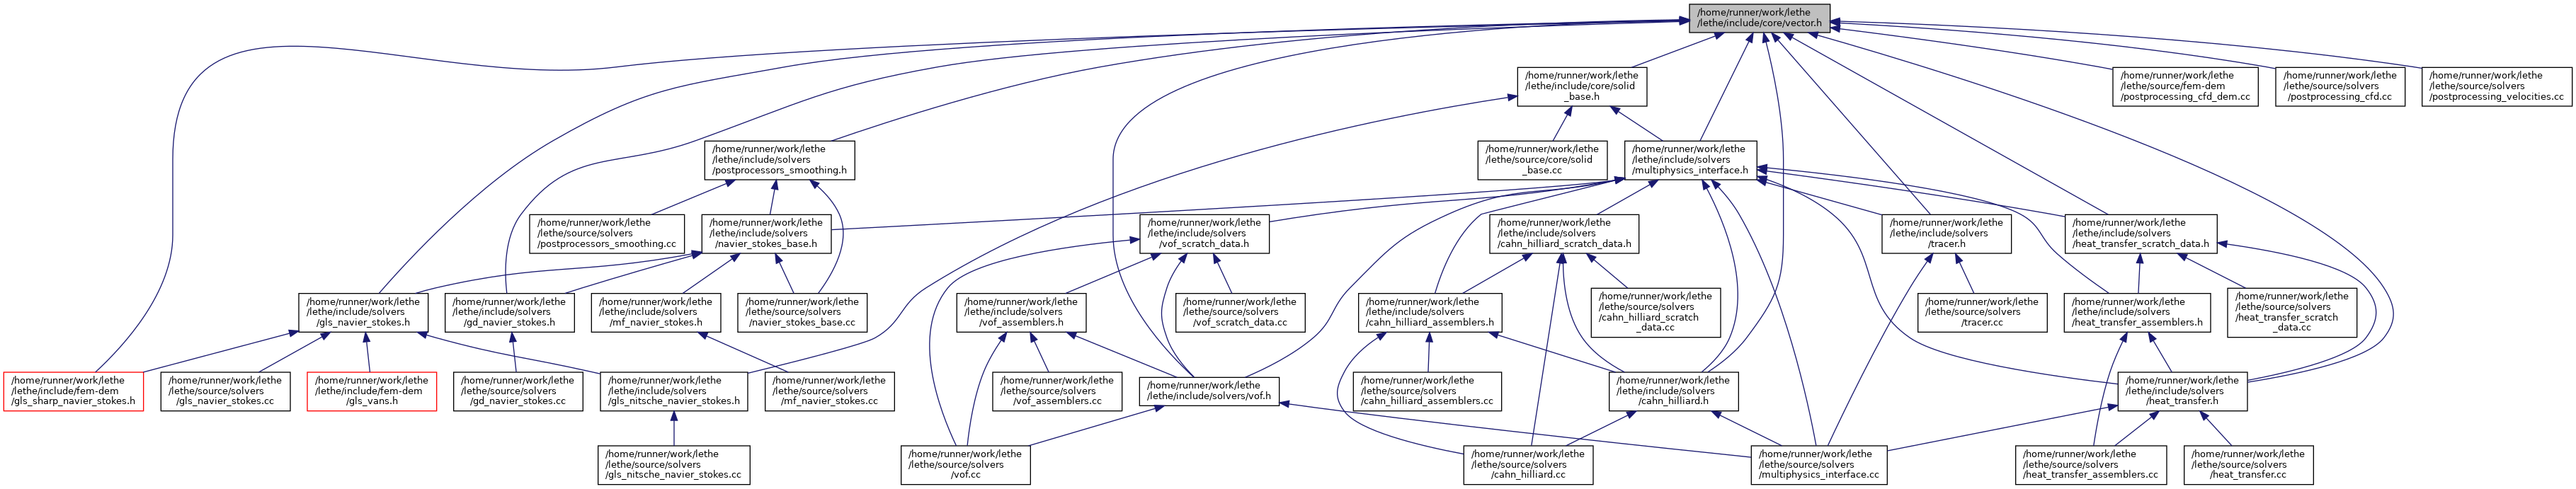 /home/runner/work/lethe
/lethe/include/core/vector.h
/home/runner/work/lethe
/lethe/include/core/solid
_base.h
/home/runner/work/lethe
/lethe/source/fem-dem
/postprocessing_cfd_dem.cc
/home/runner/work/lethe
/lethe/source/solvers
/postprocessing_cfd.cc
/home/runner/work/lethe
/lethe/source/solvers
/postprocessing_velocities.cc
/home/runner/work/lethe
/lethe/include/solvers
/postprocessors_smoothing.h
/home/runner/work/lethe
/lethe/source/core/solid
_base.cc
/home/runner/work/lethe
/lethe/include/solvers
/multiphysics_interface.h
/home/runner/work/lethe
/lethe/source/solvers
/postprocessors_smoothing.cc
/home/runner/work/lethe
/lethe/include/solvers
/navier_stokes_base.h
/home/runner/work/lethe
/lethe/include/solvers
/vof_scratch_data.h
/home/runner/work/lethe
/lethe/include/solvers
/cahn_hilliard_scratch_data.h
/home/runner/work/lethe
/lethe/include/solvers
/tracer.h
/home/runner/work/lethe
/lethe/include/solvers
/heat_transfer_scratch_data.h
/home/runner/work/lethe
/lethe/include/solvers
/gls_navier_stokes.h
/home/runner/work/lethe
/lethe/include/solvers
/gd_navier_stokes.h
/home/runner/work/lethe
/lethe/include/solvers
/mf_navier_stokes.h
/home/runner/work/lethe
/lethe/source/solvers
/navier_stokes_base.cc
/home/runner/work/lethe
/lethe/include/solvers
/vof_assemblers.h
/home/runner/work/lethe
/lethe/source/solvers
/vof_scratch_data.cc
/home/runner/work/lethe
/lethe/include/solvers
/cahn_hilliard_assemblers.h
/home/runner/work/lethe
/lethe/source/solvers
/cahn_hilliard_scratch
_data.cc
/home/runner/work/lethe
/lethe/source/solvers
/tracer.cc
/home/runner/work/lethe
/lethe/include/solvers
/heat_transfer_assemblers.h
/home/runner/work/lethe
/lethe/source/solvers
/heat_transfer_scratch
_data.cc
/home/runner/work/lethe
/lethe/include/fem-dem
/gls_sharp_navier_stokes.h
/home/runner/work/lethe
/lethe/source/solvers
/gls_navier_stokes.cc
/home/runner/work/lethe
/lethe/include/fem-dem
/gls_vans.h
/home/runner/work/lethe
/lethe/source/solvers
/gd_navier_stokes.cc
/home/runner/work/lethe
/lethe/include/solvers
/gls_nitsche_navier_stokes.h
/home/runner/work/lethe
/lethe/source/solvers
/mf_navier_stokes.cc
/home/runner/work/lethe
/lethe/source/solvers
/vof_assemblers.cc
/home/runner/work/lethe
/lethe/include/solvers/vof.h
/home/runner/work/lethe
/lethe/source/solvers
/cahn_hilliard_assemblers.cc
/home/runner/work/lethe
/lethe/include/solvers
/cahn_hilliard.h
/home/runner/work/lethe
/lethe/include/solvers
/heat_transfer.h
/home/runner/work/lethe
/lethe/source/solvers
/gls_nitsche_navier_stokes.cc
/home/runner/work/lethe
/lethe/source/solvers
/vof.cc
/home/runner/work/lethe
/lethe/source/solvers
/cahn_hilliard.cc
/home/runner/work/lethe
/lethe/source/solvers
/multiphysics_interface.cc
/home/runner/work/lethe
/lethe/source/solvers
/heat_transfer_assemblers.cc
/home/runner/work/lethe
/lethe/source/solvers
/heat_transfer.cc